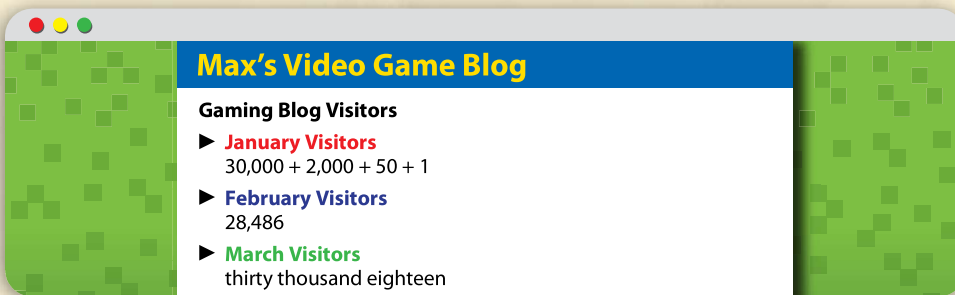 Max's Video Game Blog
Gaming Blog Visitors
► January Visitors
30,000 + 2,000 + 50 + 1
► February Visitors
28,486
► March Visitors
thirty thousand eighteen